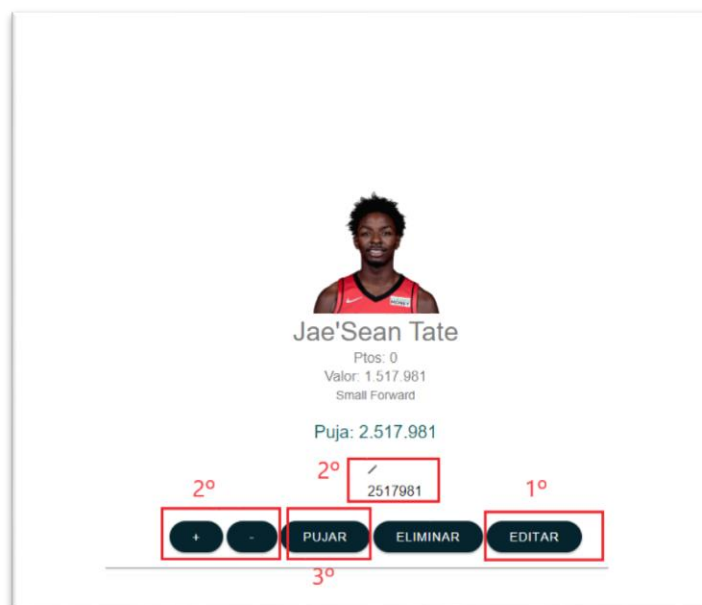 Jae'Sean Tate
Ptos: 0
Valor: 1.517.981
Small Forward
Puja: 2.517.981
2º
2517981
2º
1º
+
-
PUJAR
ELIMINAR
EDITAR
3º